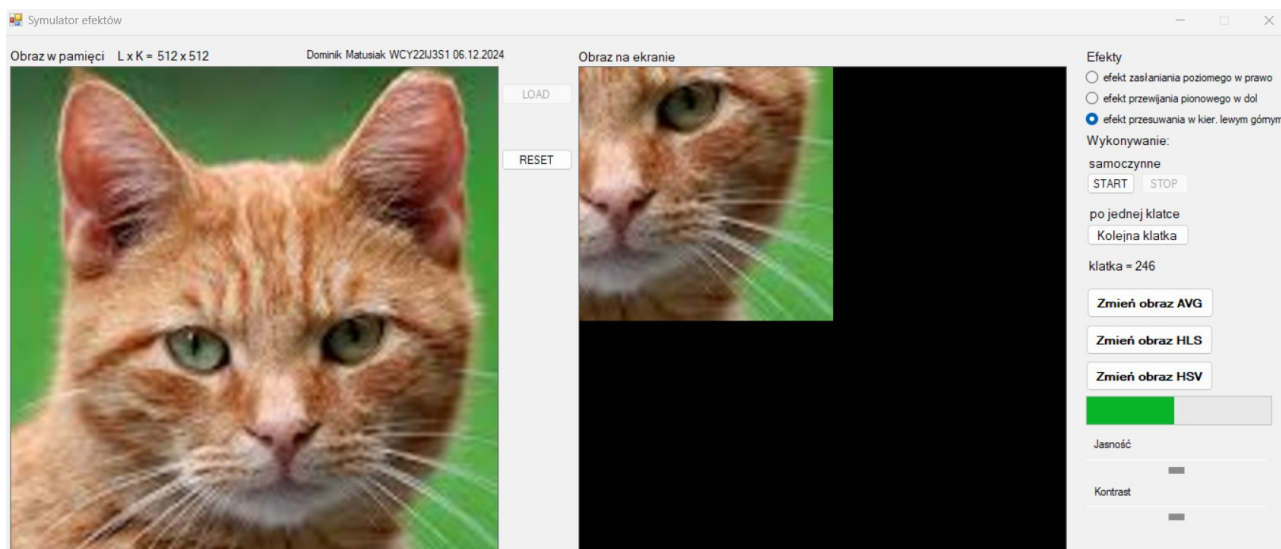 Symulator efektów
Obraz w pamięci L x K = 512 x 512
Dominik Matusiak WCY22IJ3S1 06.12.2024
LOAD
RESET
Obraz na ekranie
Efekty
efekt zasłaniania poziomego w prawo
efekt przewijania pionowego w dol
efekt przesuwania w kier. lewym górnym
Wykonywanie:
samoczynne
START STOP
po jednej klatce
Kolejna klatka
klatka = 246
Zmień obraz AVG
Zmień obraz HLS
Zmień obraz HSV
Jasność
Kontrast